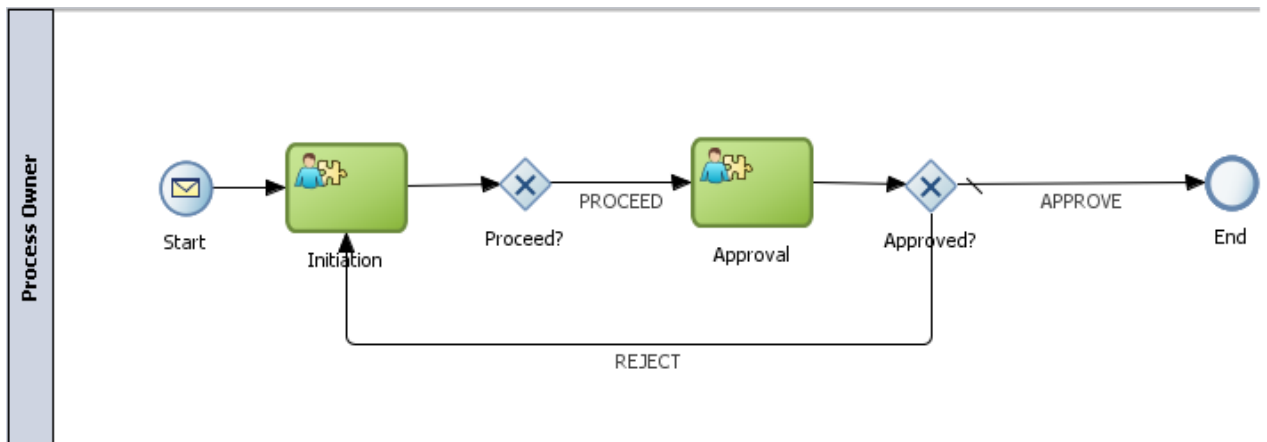 Process Owner
Start
Initiation
Proceed?
PROCEED
Approval
Approved?
APPROVE
End
REJECT